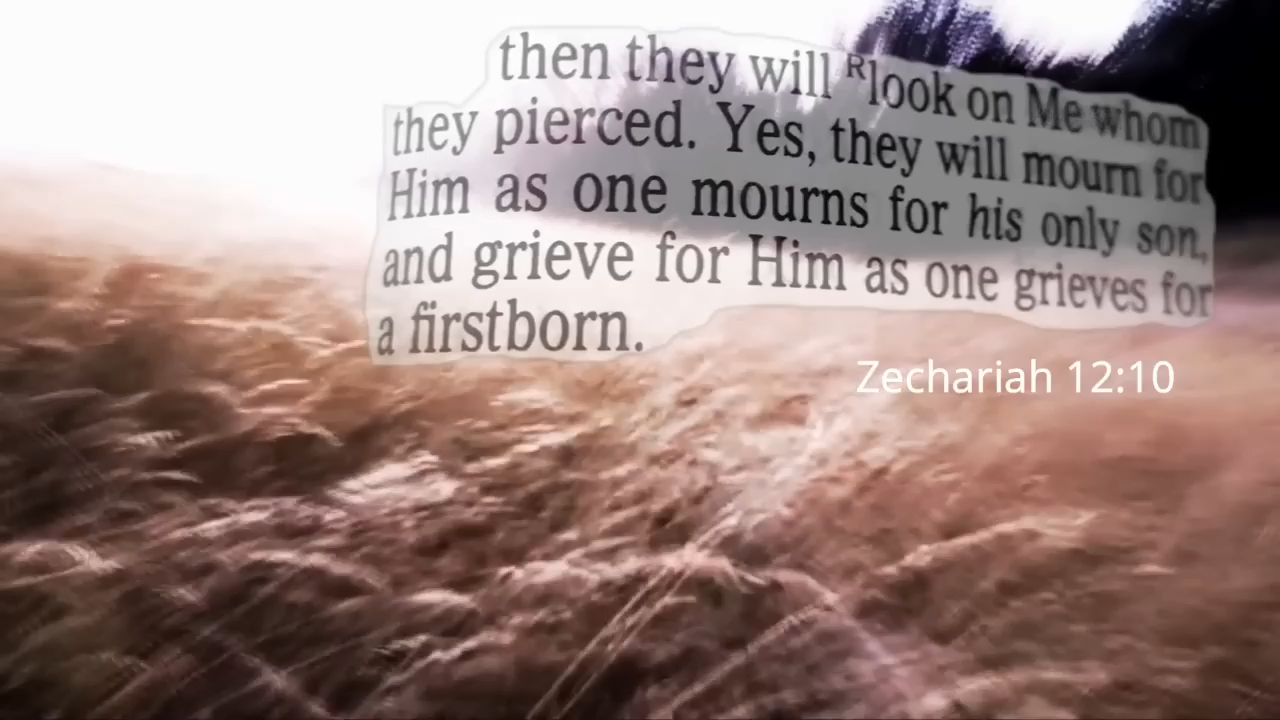 then they will ᴿlook on Me whom
they pierced. Yes, they will mourn for
Him as one mourns for his only son,
and grieve for Him as one grieves for
a firstborn.
Zechariah 12:10